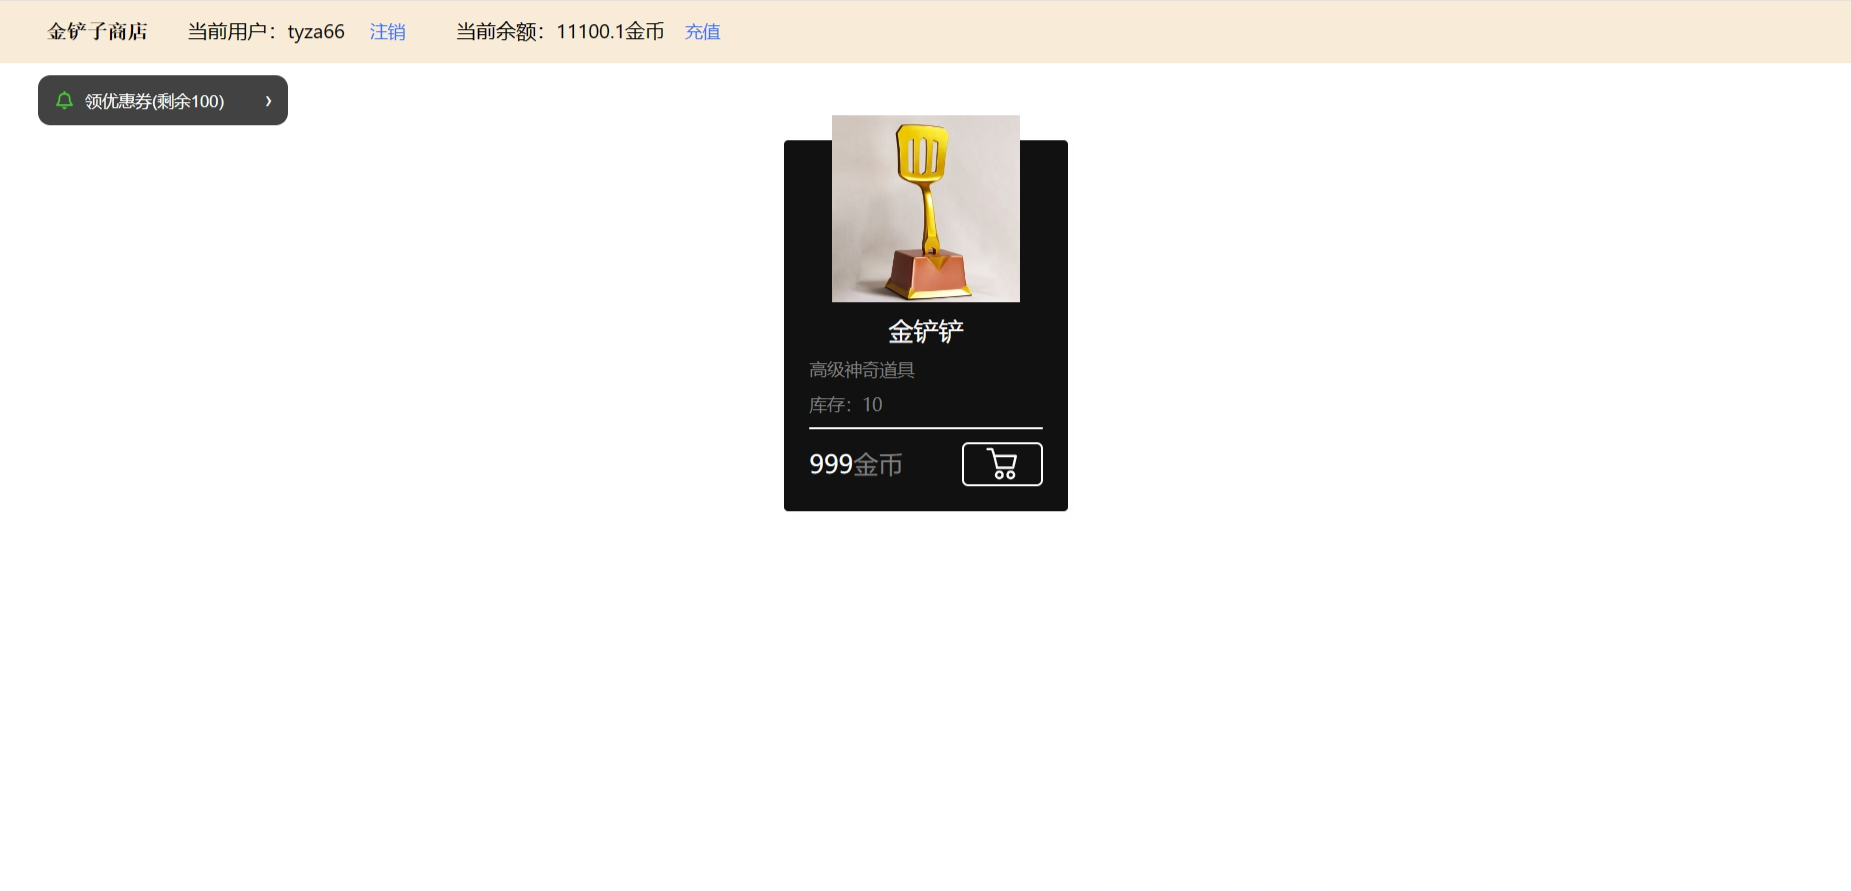 金铲子商店 当前用户：tyza66 注销 当前余额：11100.1金币 充值
领优惠券(剩余100) ›
金铲铲
高级神奇道具
库存：10
999金币